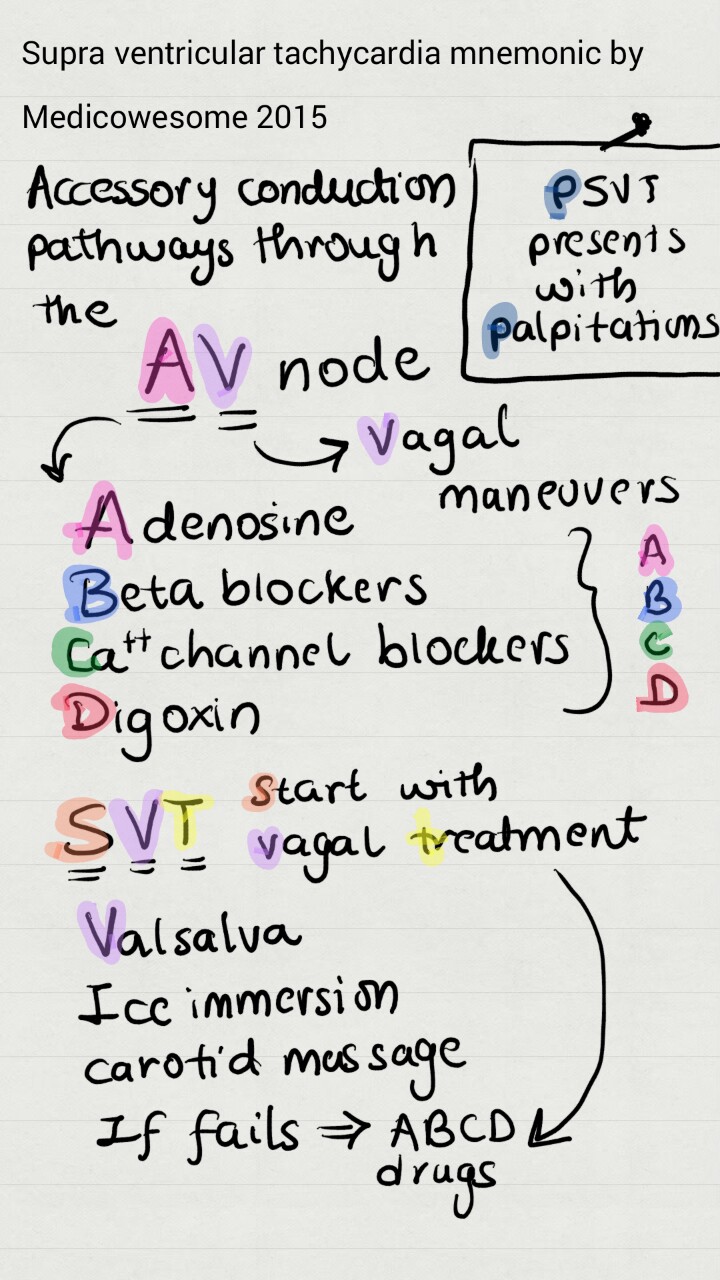 Supra ventricular tachycardia mnemonic by
Medicowesome 2015
Accessory conduction
pathways through
the
AV node
PSVT
presents
with
palpitations
Vagal
maneuvers
Adenosine
Beta blockers
Ca++ channel blockers
Digoxin
A
B
C
D
SVT
Start with
vagal treatment
Valsalva
Ice immersion
carotid massage
If fails ⇒ ABCD
drugs